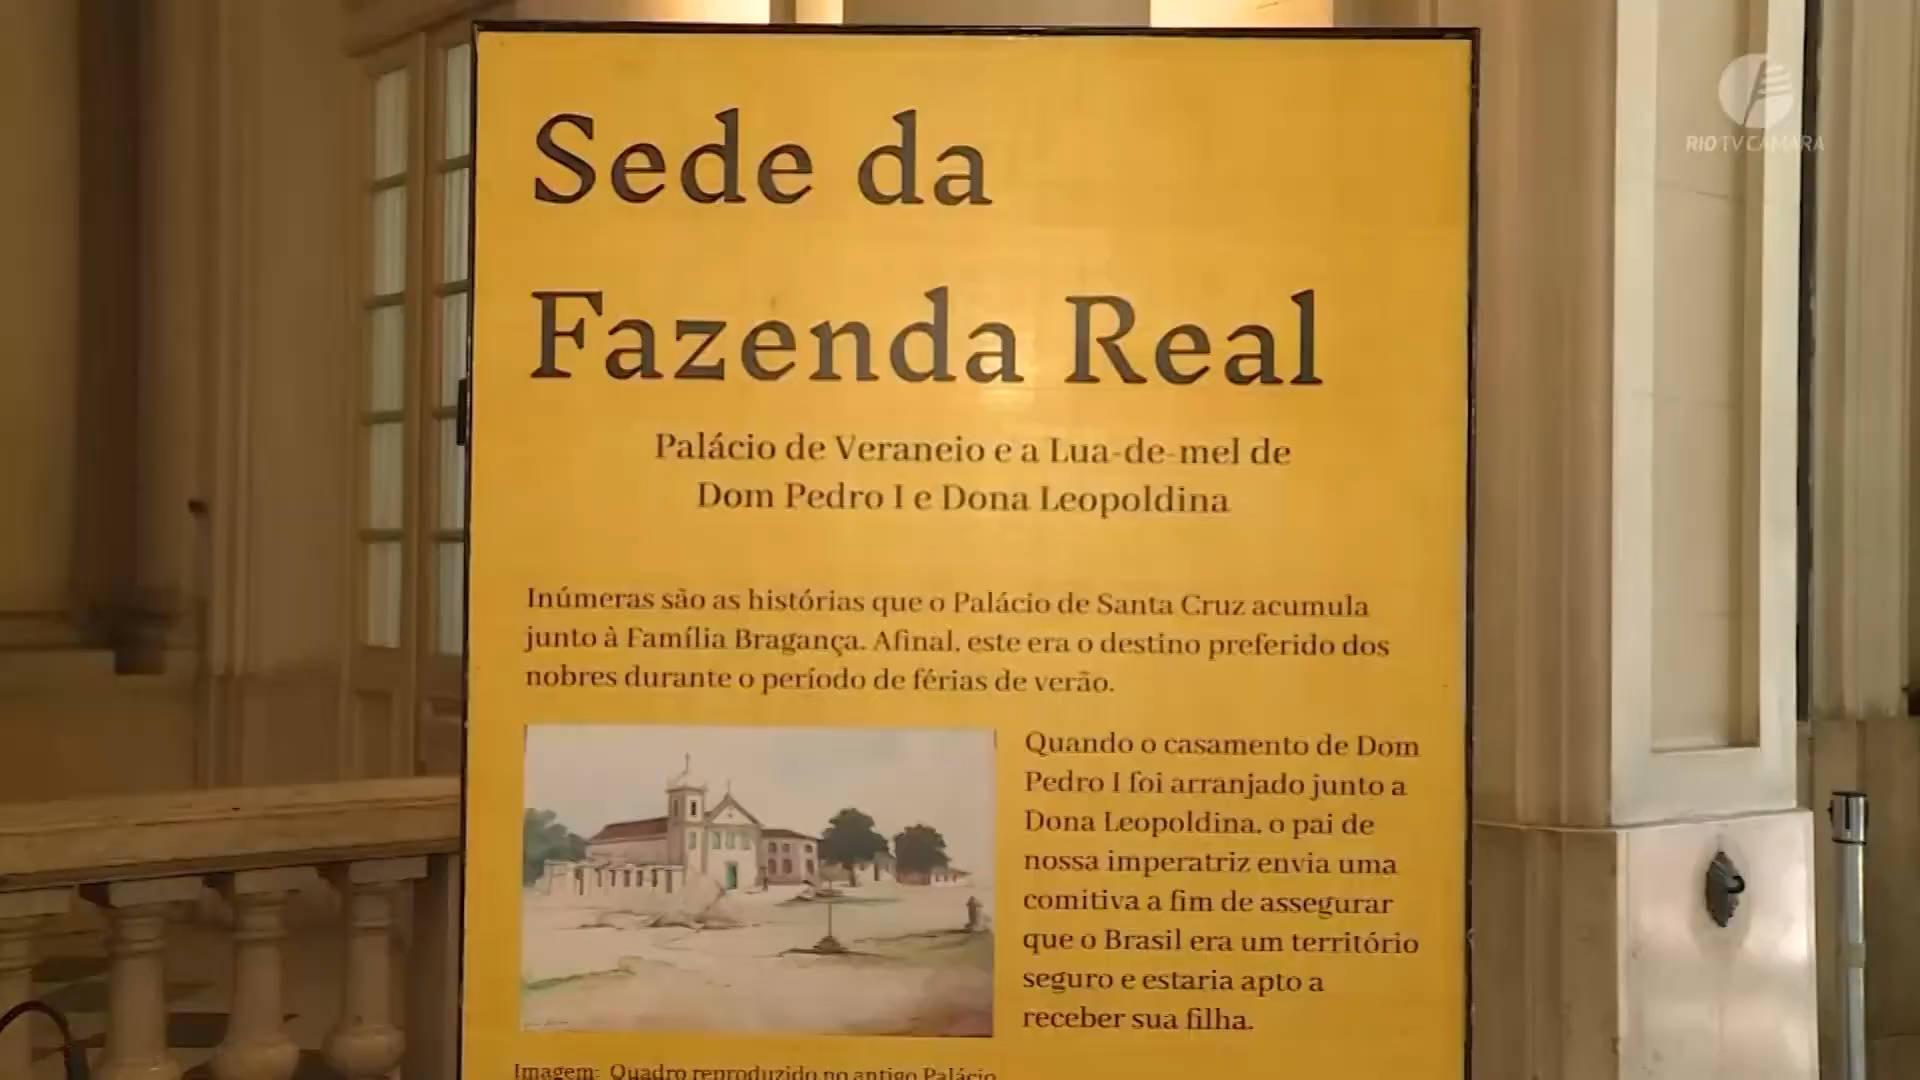 RIO TV CÂMARA
Sede da
Fazenda Real
Palácio de Veraneio e a Lua-de-mel de
Dom Pedro I e Dona Leopoldina
Inúmeras são as histórias que o Palácio de Santa Cruz acumula
junto à Família Bragança. Afinal, este era o destino preferido dos
nobres durante o período de férias de verão.
Quando o casamento de Dom
Pedro I foi arranjado junto a
Dona Leopoldina, o pai de
nossa imperatriz envia uma
comitiva a fim de assegurar
que o Brasil era um território
seguro e estaria apto a
receber sua filha.
Imagem: Quadro reproduzido no antigo Palácio